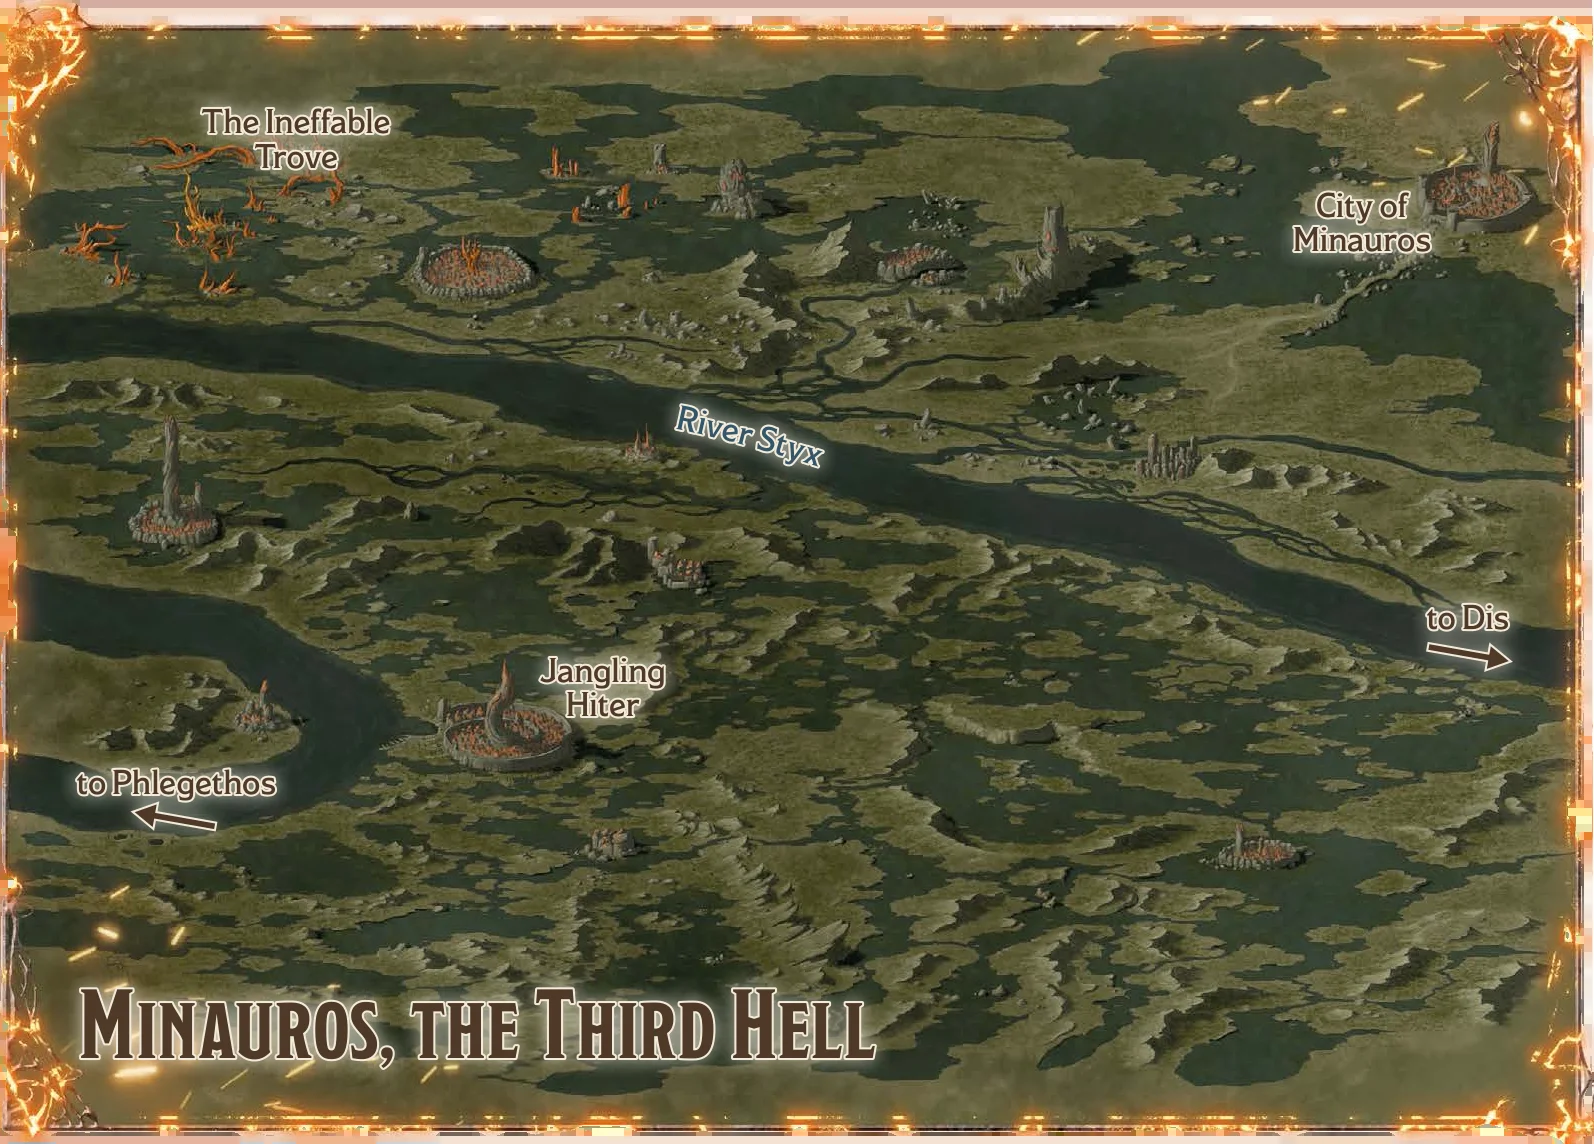 The Ineffable
Trove
City of
Minauros
River Styx
to Dis
Jangling
Hiter
to Phlegethos
Minauros, the Third Hell